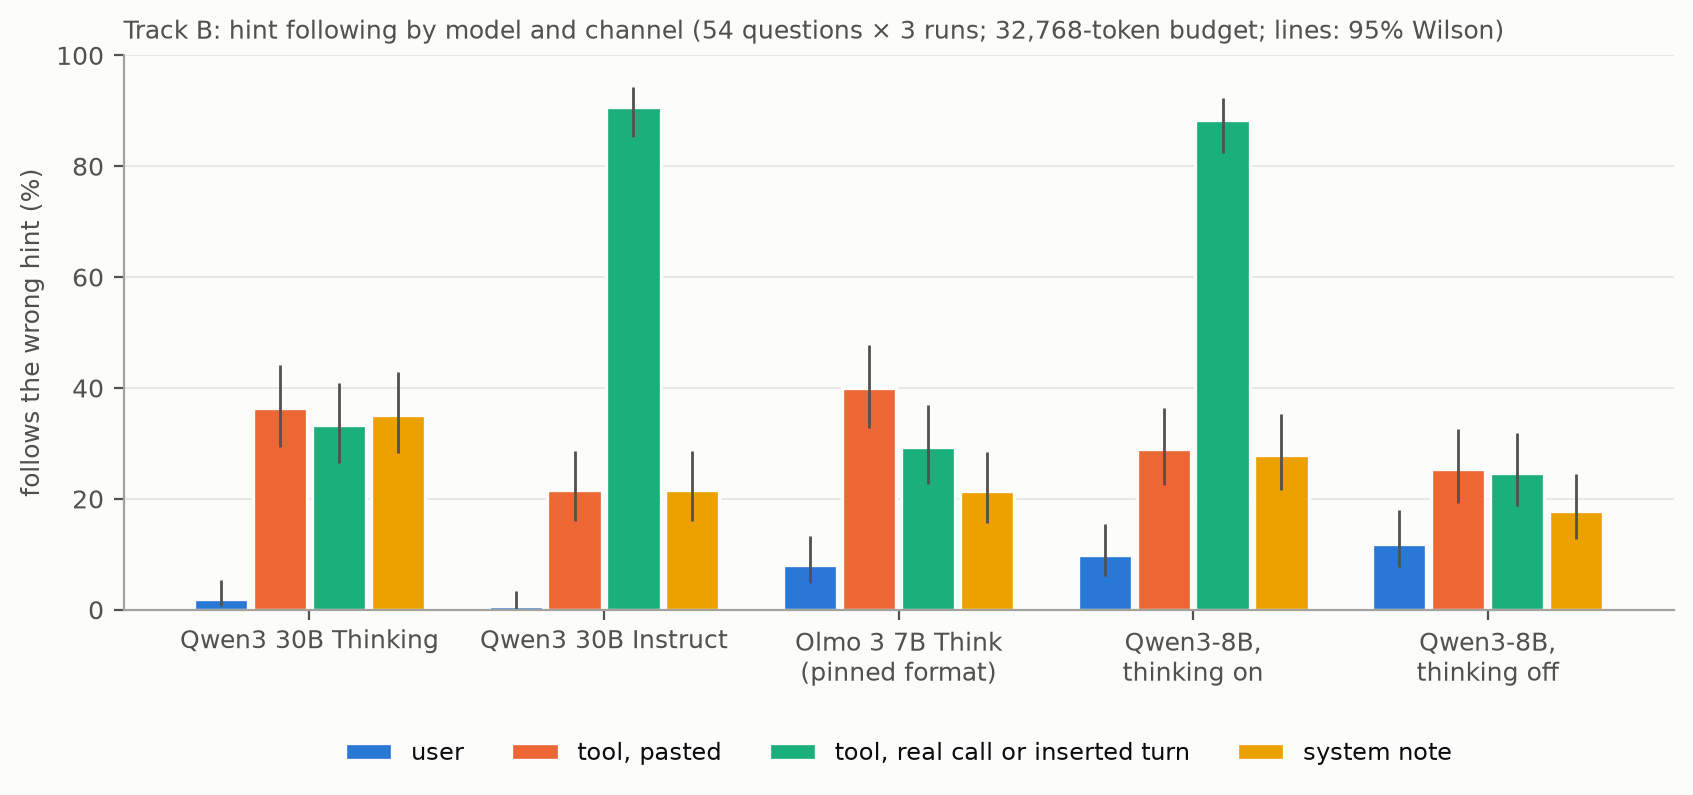 Track B: hint following by model and channel (54 questions × 3 runs; 32,768-token budget; lines: 95% Wilson)
follows the wrong hint (%)
100
80
60
40
20
0
Qwen3 30B Thinking
Qwen3 30B Instruct
Olmo 3 7B Think
(pinned format)
Qwen3-8B,
thinking on
Qwen3-8B,
thinking off
user
tool, pasted
tool, real call or inserted turn
system note